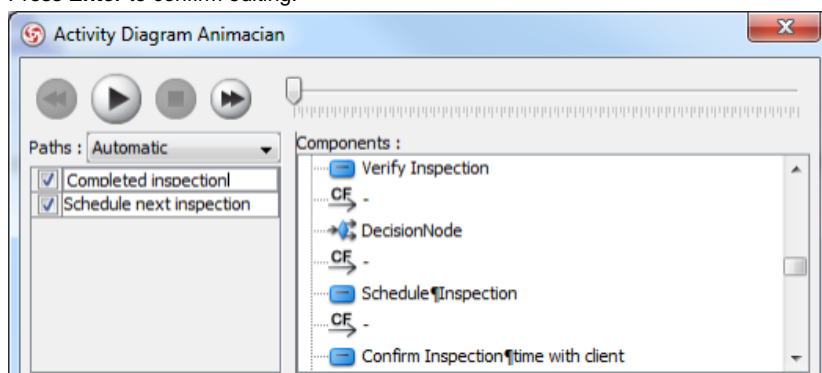 Press Enter to confirm editing.
Activity Diagram Animacian
Paths : Automatic
Completed inspection
Schedule next inspection
Components :
Verify Inspection
CF -
DecisionNode
CF -
Schedule¶Inspection
CF -
Confirm Inspection¶time with client